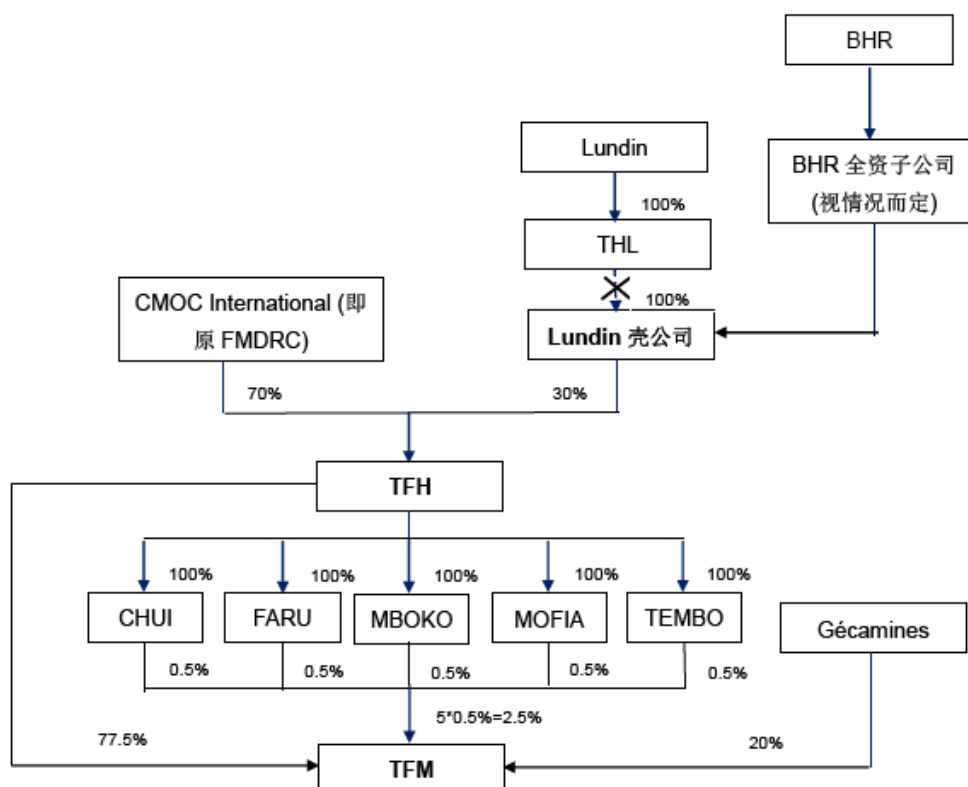 BHR
Lundin
BHR 全资子公司
(视情况而定)
100%
THL
CMOC International (即
原 FMDRC)
100%
Lundin 壳公司
70%
30%
TFH
100%
100%
100%
100%
100%
CHUI
FARU
MBOKO
MOFIA
TEMBO
Gécamines
0.5%
0.5%
0.5%
0.5%
0.5%
5*0.5%=2.5%
77.5%
20%
TFM